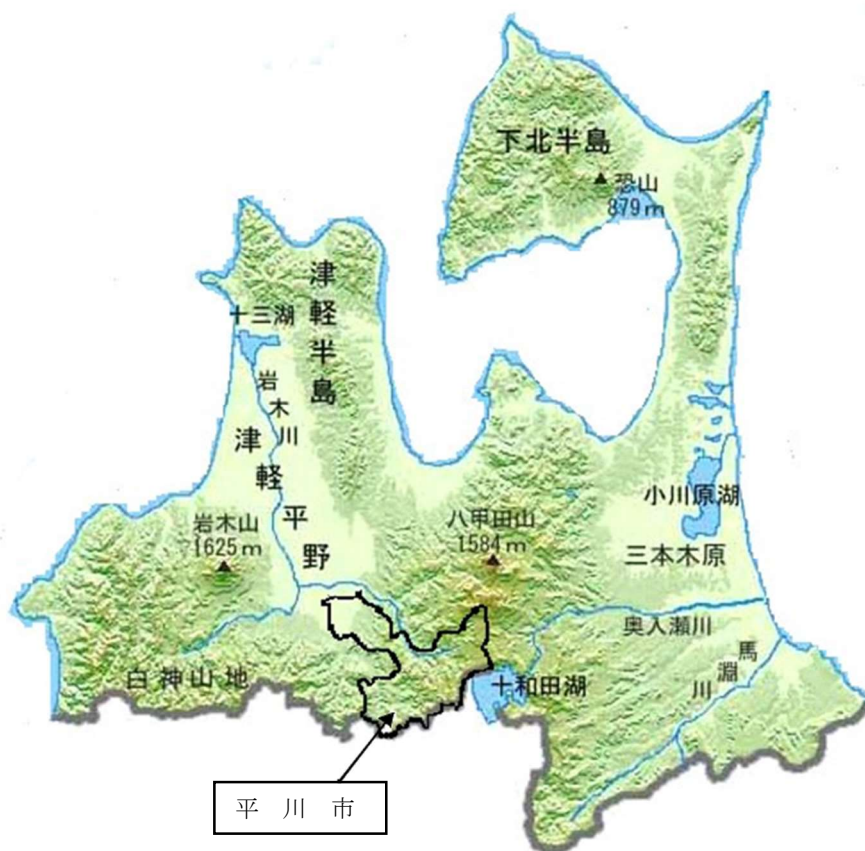 下北半島
恐山
879m
津軽半島
十三湖
岩木川
津軽平野
小川原湖
岩木山
1625m
八甲田山
1584m
三本木原
奥入瀬川
馬淵川
白神山地
十和田湖
平川市